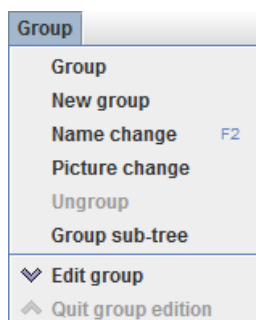 Group
Group
New group
Name change F2
Picture change
Ungroup
Group sub-tree
Edit group
Quit group edition